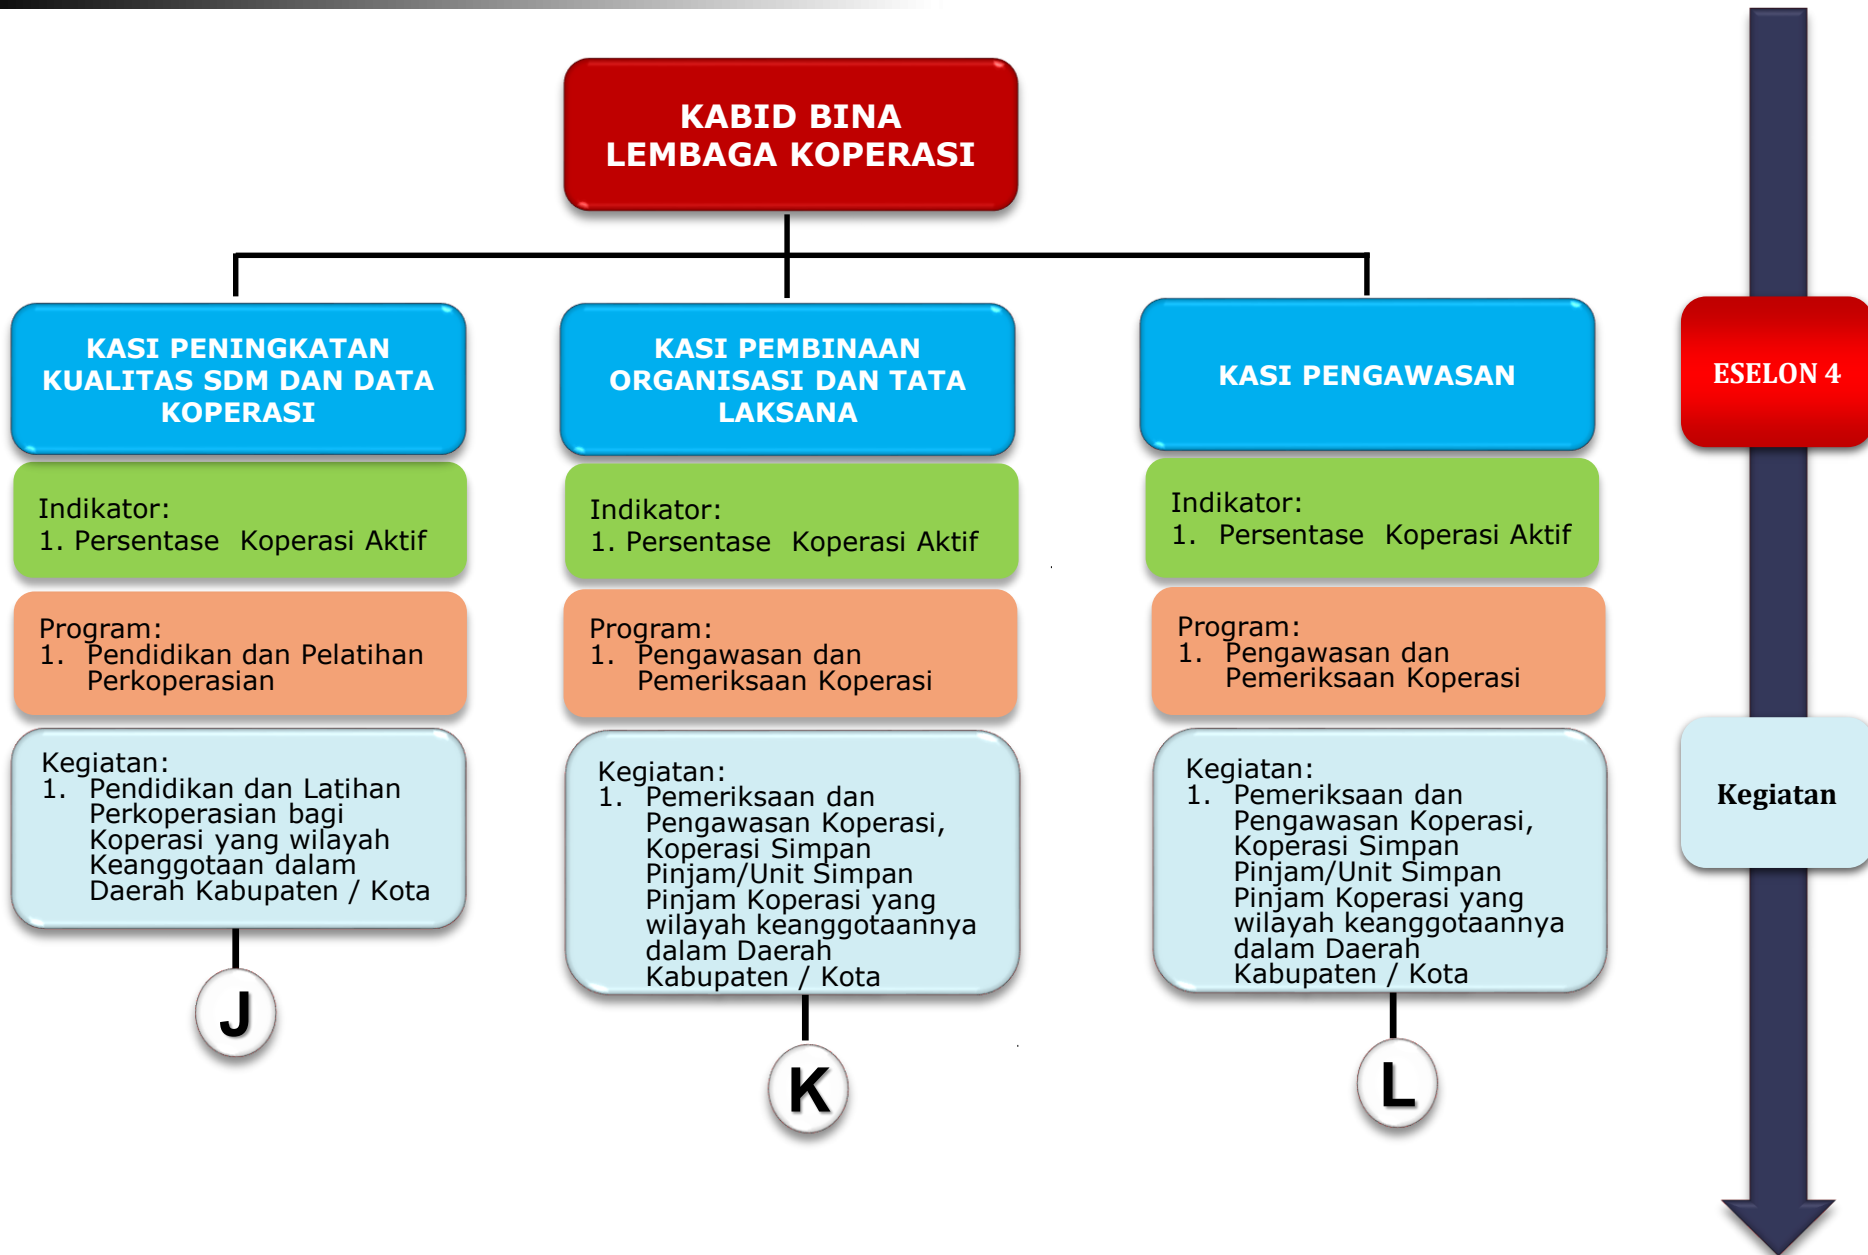 KABID BINA
LEMBAGA KOPERASI
KASI PENINGKATAN
KUALITAS SDM DAN DATA
KOPERASI
Indikator:
1. Persentase  Koperasi Aktif
Program:
1. Pendidikan dan Pelatihan
Perkoperasian
Kegiatan:
1. Pendidikan dan Latihan
Perkoperasian bagi
Koperasi yang wilayah
Keanggotaan dalam
Daerah Kabupaten / Kota
J
KASI PEMBINAAN
ORGANISASI DAN TATA
LAKSANA
Indikator:
1. Persentase  Koperasi Aktif
Program:
1. Pengawasan dan
Pemeriksaan Koperasi
Kegiatan:
1. Pemeriksaan dan
Pengawasan Koperasi,
Koperasi Simpan
Pinjam/Unit Simpan
Pinjam Koperasi yang
wilayah keanggotaannya
dalam Daerah
Kabupaten / Kota
K
KASI PENGAWASAN
Indikator:
1. Persentase  Koperasi Aktif
Program:
1. Pengawasan dan
Pemeriksaan Koperasi
Kegiatan:
1. Pemeriksaan dan
Pengawasan Koperasi,
Koperasi Simpan
Pinjam/Unit Simpan
Pinjam Koperasi yang
wilayah keanggotaannya
dalam Daerah
Kabupaten / Kota
L
ESELON 4
Kegiatan